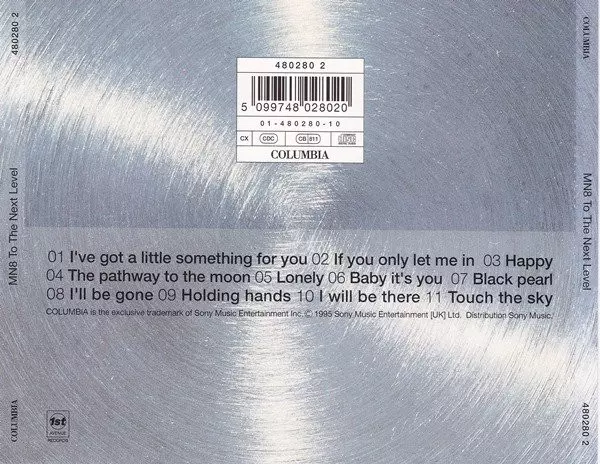 480280 2
MN8 To The Next Level
COLUMBIA
480280 2
5 099748 028020
01-480280-10
CX CDC CB 811
COLUMBIA
01 I've got a little something for you 02 If you only let me in 03 Happy
04 The pathway to the moon 05 Lonely 06 Baby it's you 07 Black pearl
08 I'll be gone 09 Holding hands 10 I will be there 11 Touch the sky
COLUMBIA is the exclusive trademark of Sony Music Entertainment Inc. © 1995 Sony Music Entertainment [UK] Ltd. Distribution Sony Music.
1st
AVENUE
RECORDS
COLUMBIA
MN8 To The Next Level
480280 2